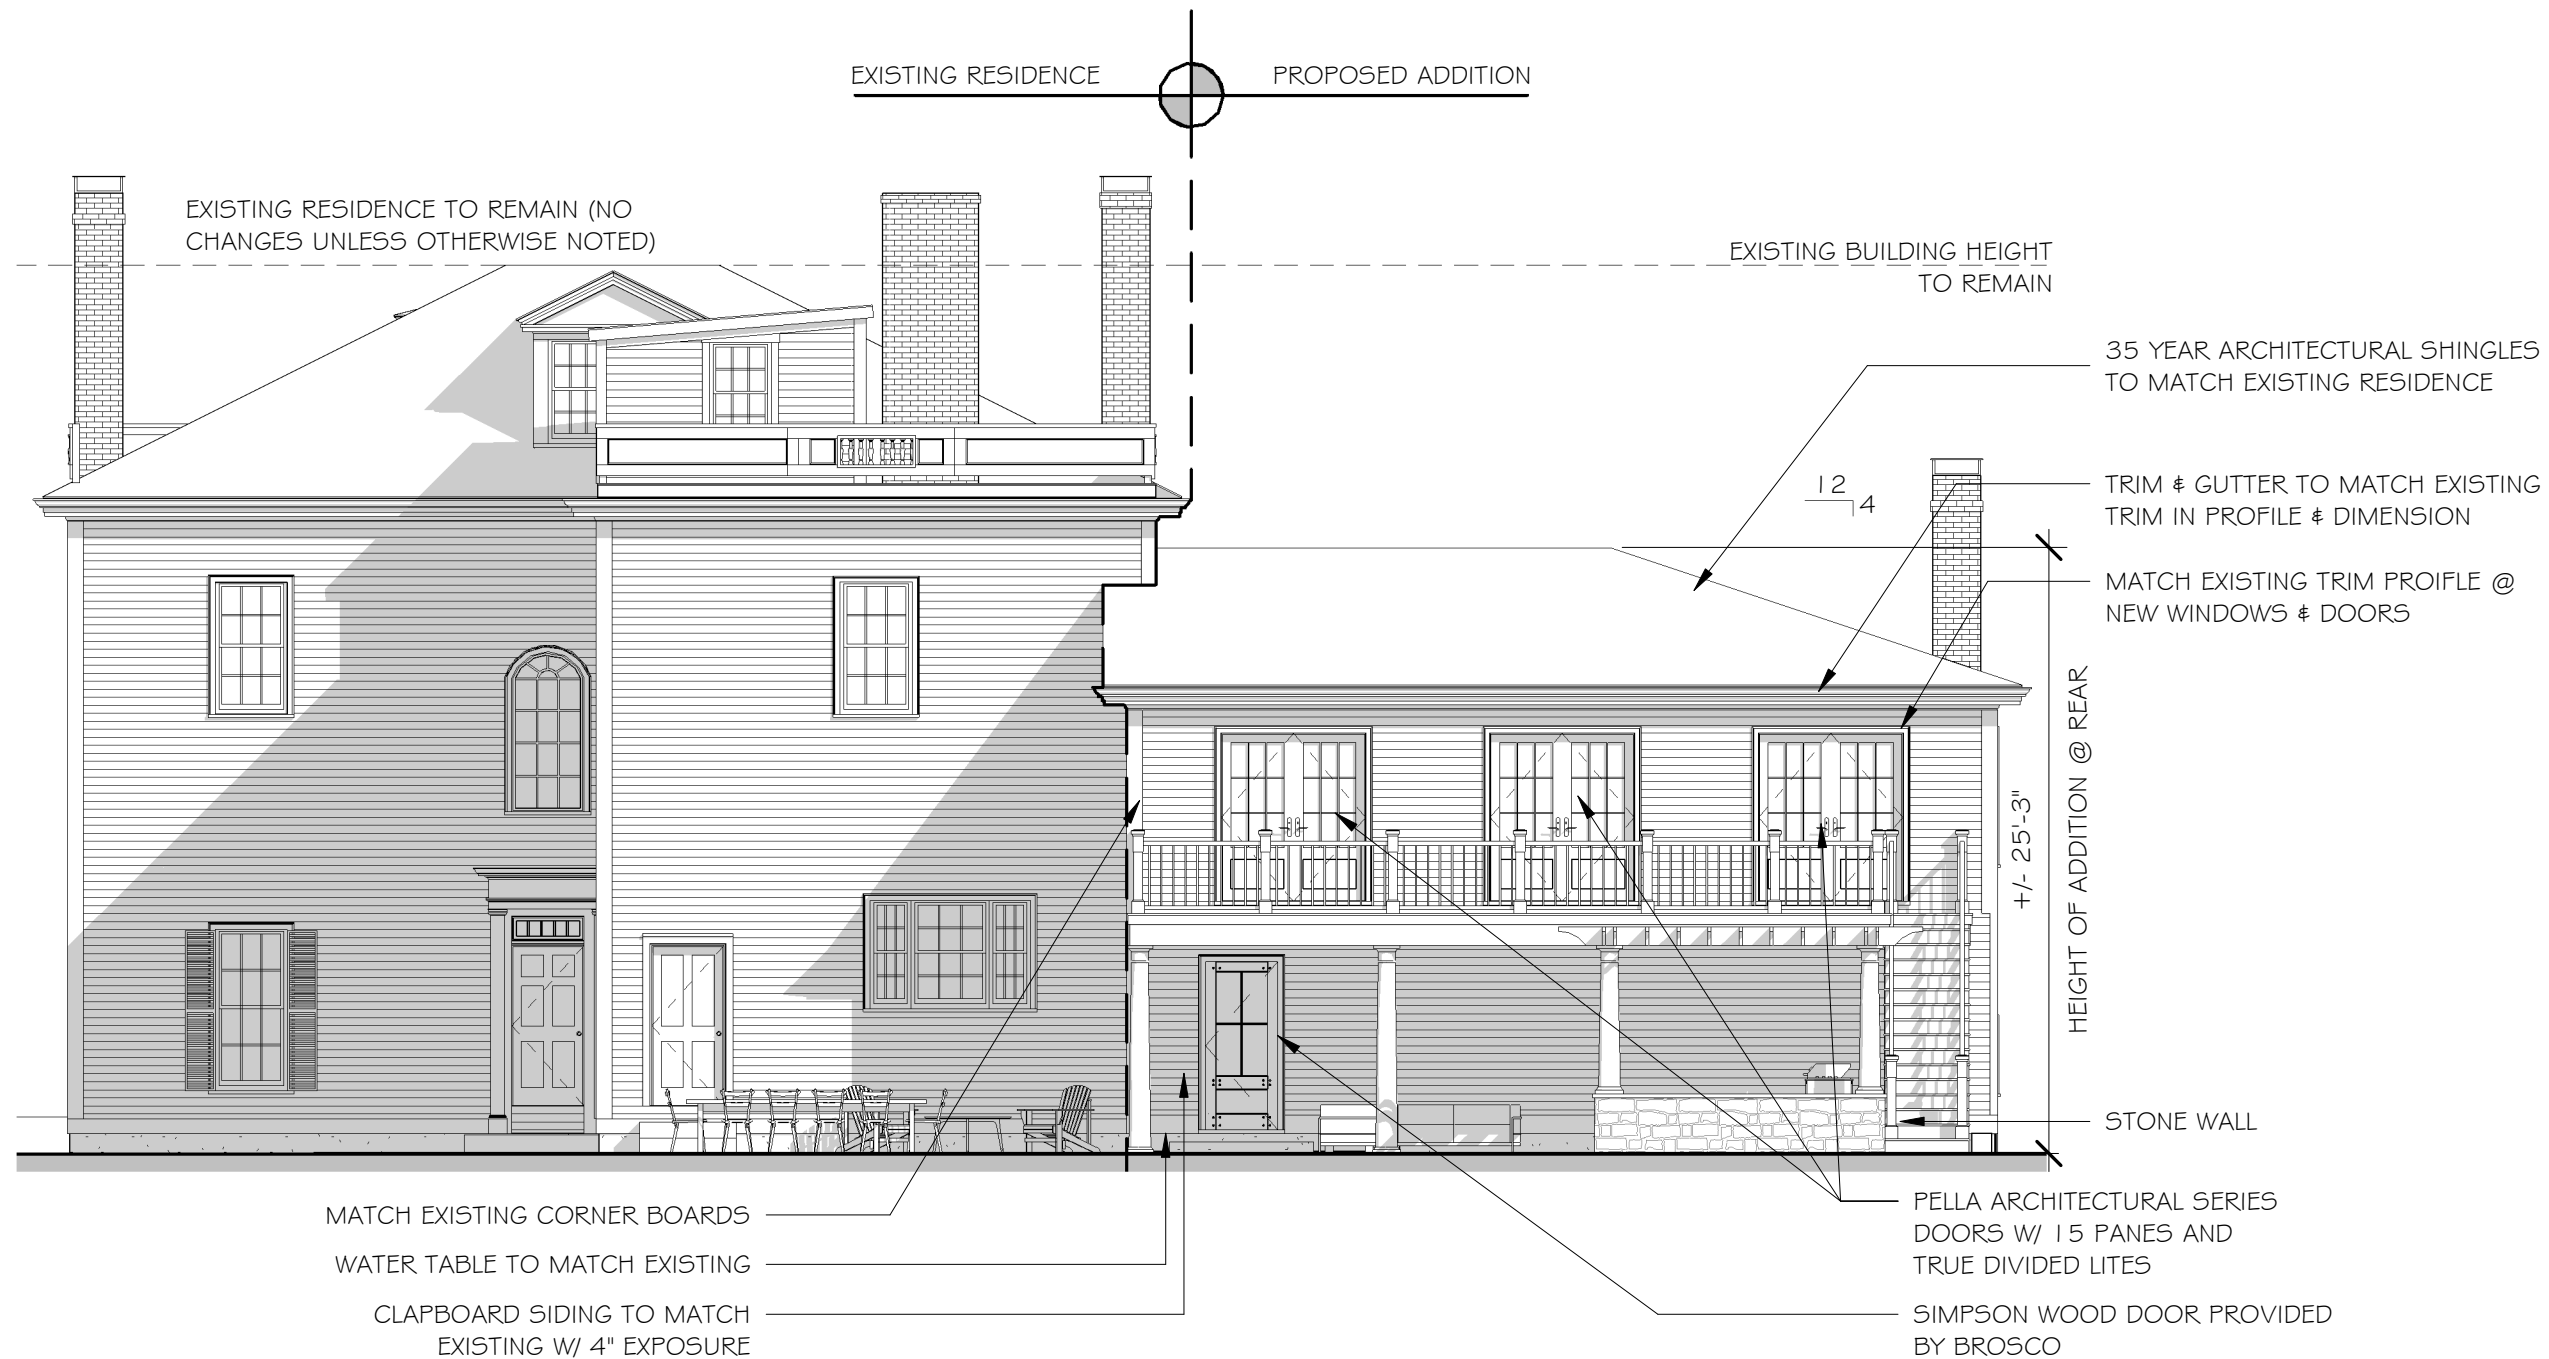 EXISTING RESIDENCE
PROPOSED ADDITION
EXISTING RESIDENCE TO REMAIN (NO
CHANGES UNLESS OTHERWISE NOTED)
EXISTING BUILDING HEIGHT
TO REMAIN
35 YEAR ARCHITECTURAL SHINGLES
TO MATCH EXISTING RESIDENCE
12
4
TRIM & GUTTER TO MATCH EXISTING
TRIM IN PROFILE & DIMENSION
MATCH EXISTING TRIM PROIFLE @
NEW WINDOWS & DOORS
+/- 25'-3"
HEIGHT OF ADDITION @ REAR
STONE WALL
MATCH EXISTING CORNER BOARDS
WATER TABLE TO MATCH EXISTING
CLAPBOARD SIDING TO MATCH
EXISTING W/ 4" EXPOSURE
PELLA ARCHITECTURAL SERIES
DOORS W/ 15 PANES AND
TRUE DIVIDED LITES
SIMPSON WOOD DOOR PROVIDED
BY BROSCO